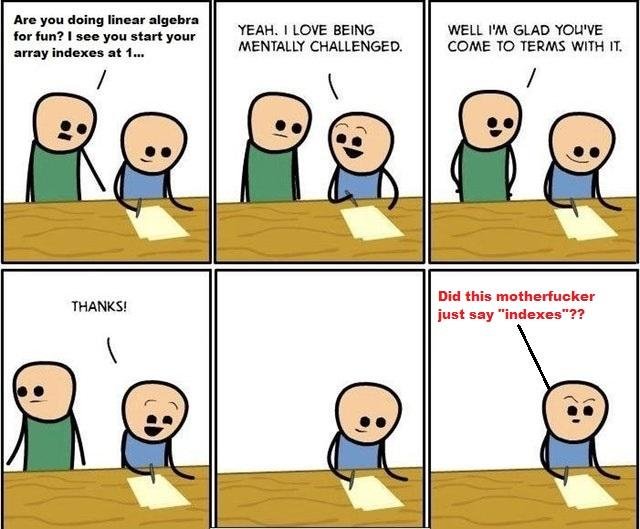 Are you doing linear algebra
for fun? I see you start your
array indexes at 1...
YEAH. I LOVE BEING
MENTALLY CHALLENGED.
WELL I'M GLAD YOU'VE
COME TO TERMS WITH IT.
THANKS!
Did this motherfucker
just say "indexes"??